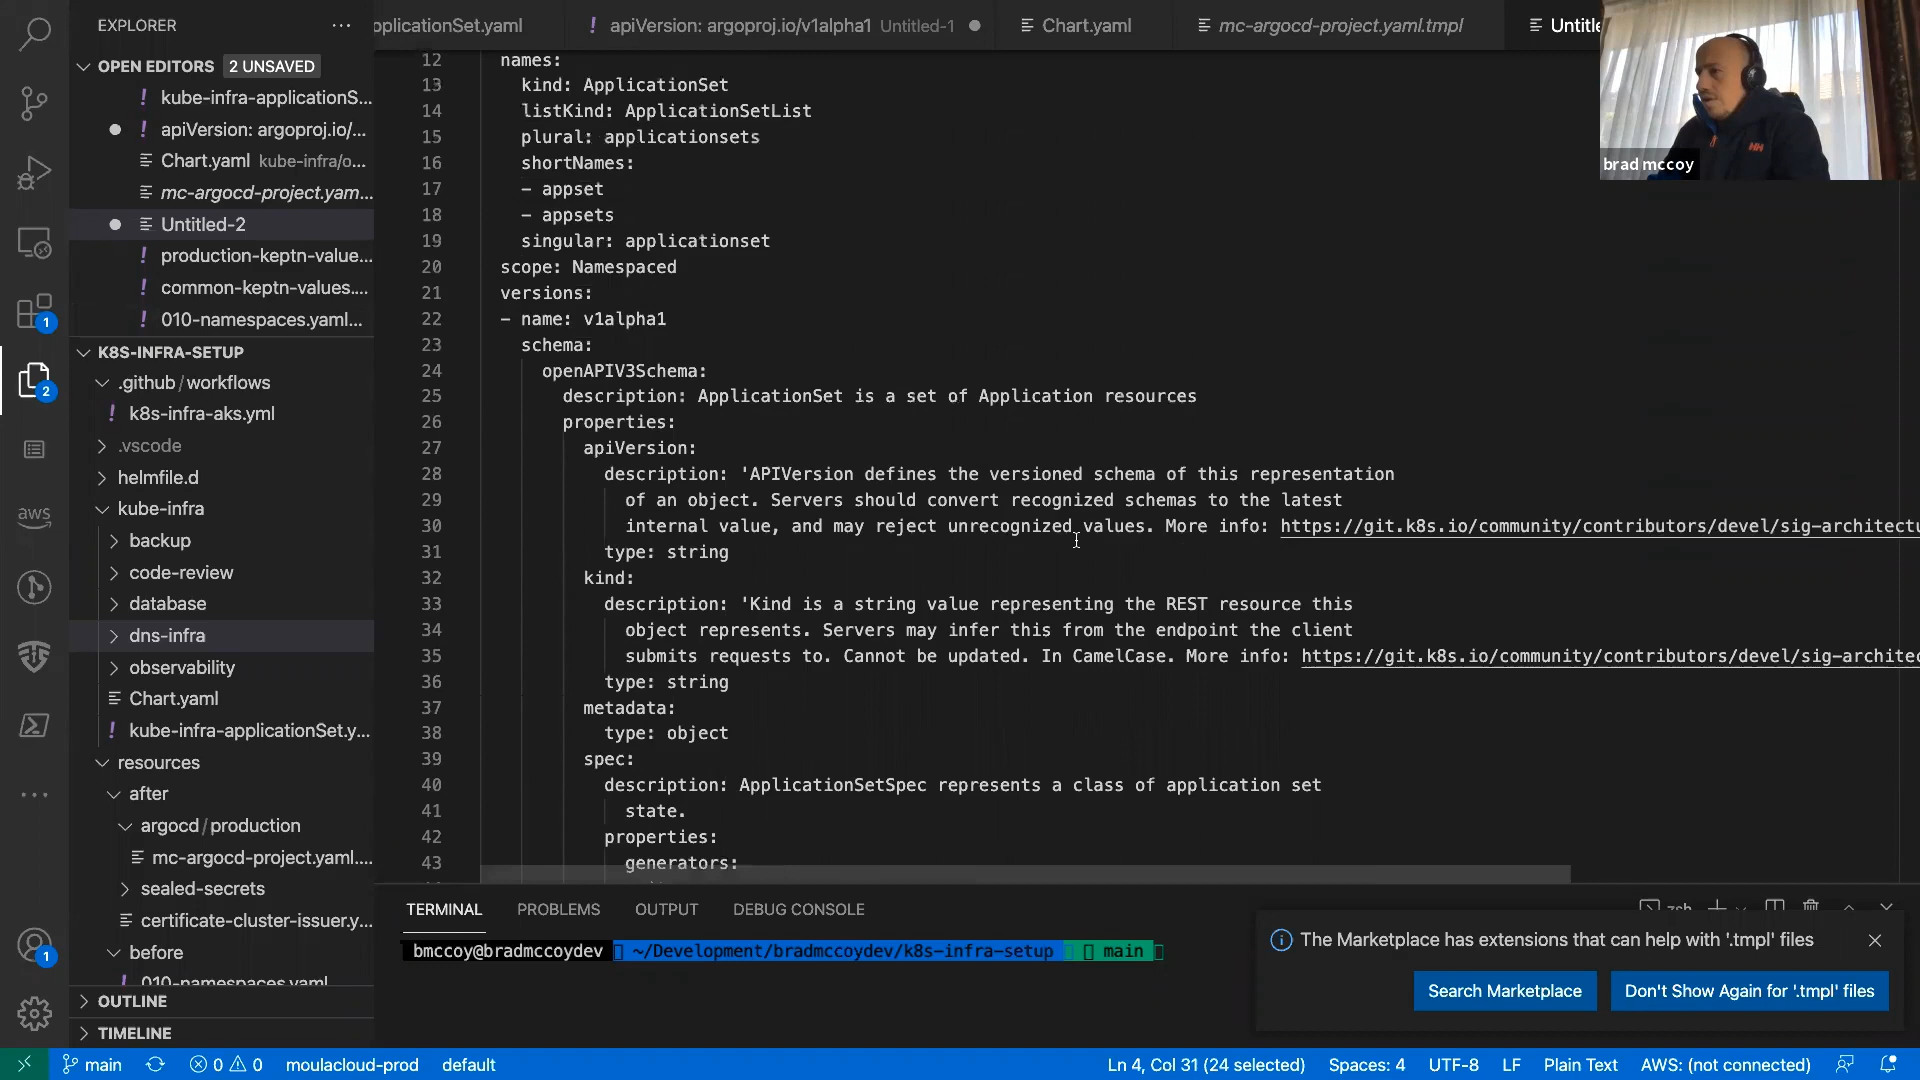 EXPLORER
OPEN EDITORS 2 UNSAVED
kube-infra-applicationS...
apiVersion: argoproj.io/...
Chart.yaml kube-infra/o...
mc-argocd-project.yam...
Untitled-2
production-keptn-value...
common-keptn-values....
010-namespaces.yaml...
K8S-INFRA-SETUP
.github/workflows
k8s-infra-aks.yml
.vscode
helmfile.d
kube-infra
backup
code-review
database
dns-infra
observability
Chart.yaml
kube-infra-applicationSet.y...
resources
after
argocd/production
mc-argocd-project.yaml....
sealed-secrets
certificate-cluster-issuer.y...
before
010-namespaces.yaml
OUTLINE
TIMELINE
1
2
aws
1
pplicationSet.yaml
apiVersion: argoproj.io/v1alpha1 Untitled-1
Chart.yaml
mc-argocd-project.yaml.tmpl
Untitle
12 names:
13 kind: ApplicationSet
14 listKind: ApplicationSetList
15 plural: applicationsets
16 shortNames:
17 - appset
18 - appsets
19 singular: applicationset
20 scope: Namespaced
21 versions:
22 - name: v1alpha1
23 schema:
24 openAPIV3Schema:
25 description: ApplicationSet is a set of Application resources
26 properties:
27 apiVersion:
28 description: 'APIVersion defines the versioned schema of this representation
29 of an object. Servers should convert recognized schemas to the latest
30 internal value, and may reject unrecognized values. More info: https://git.k8s.io/community/contributors/devel/sig-architectu
31 type: string
32 kind:
33 description: 'Kind is a string value representing the REST resource this
34 object represents. Servers may infer this from the endpoint the client
35 submits requests to. Cannot be updated. In CamelCase. More info: https://git.k8s.io/community/contributors/devel/sig-architec
36 type: string
37 metadata:
38 type: object
39 spec:
40 description: ApplicationSetSpec represents a class of application set
41 state.
42 properties:
43 generators:
brad mccoy
HH
TERMINAL PROBLEMS OUTPUT DEBUG CONSOLE
zsh
bmccoy@bradmccoydev ~/Development/bradmccoydev/k8s-infra-setup main
The Marketplace has extensions that can help with '.tmpl' files
Search Marketplace
Don't Show Again for '.tmpl' files
main 0 0 moulacloud-prod default
Ln 4, Col 31 (24 selected) Spaces: 4 UTF-8 LF Plain Text AWS: (not connected)